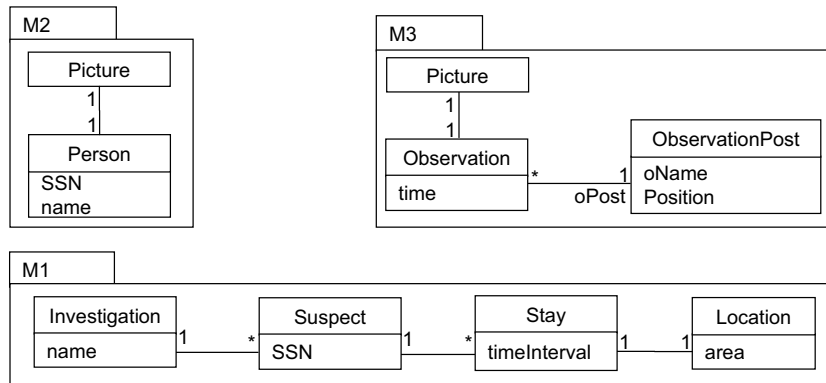 M2
Picture
1
1
Person
SSN
name
M3
Picture
1
1
Observation
time
* 1
oPost
ObservationPost
oName
Position
M1
Investigation
name
1 *
Suspect
SSN
1 *
Stay
timeInterval
1 1
Location
area